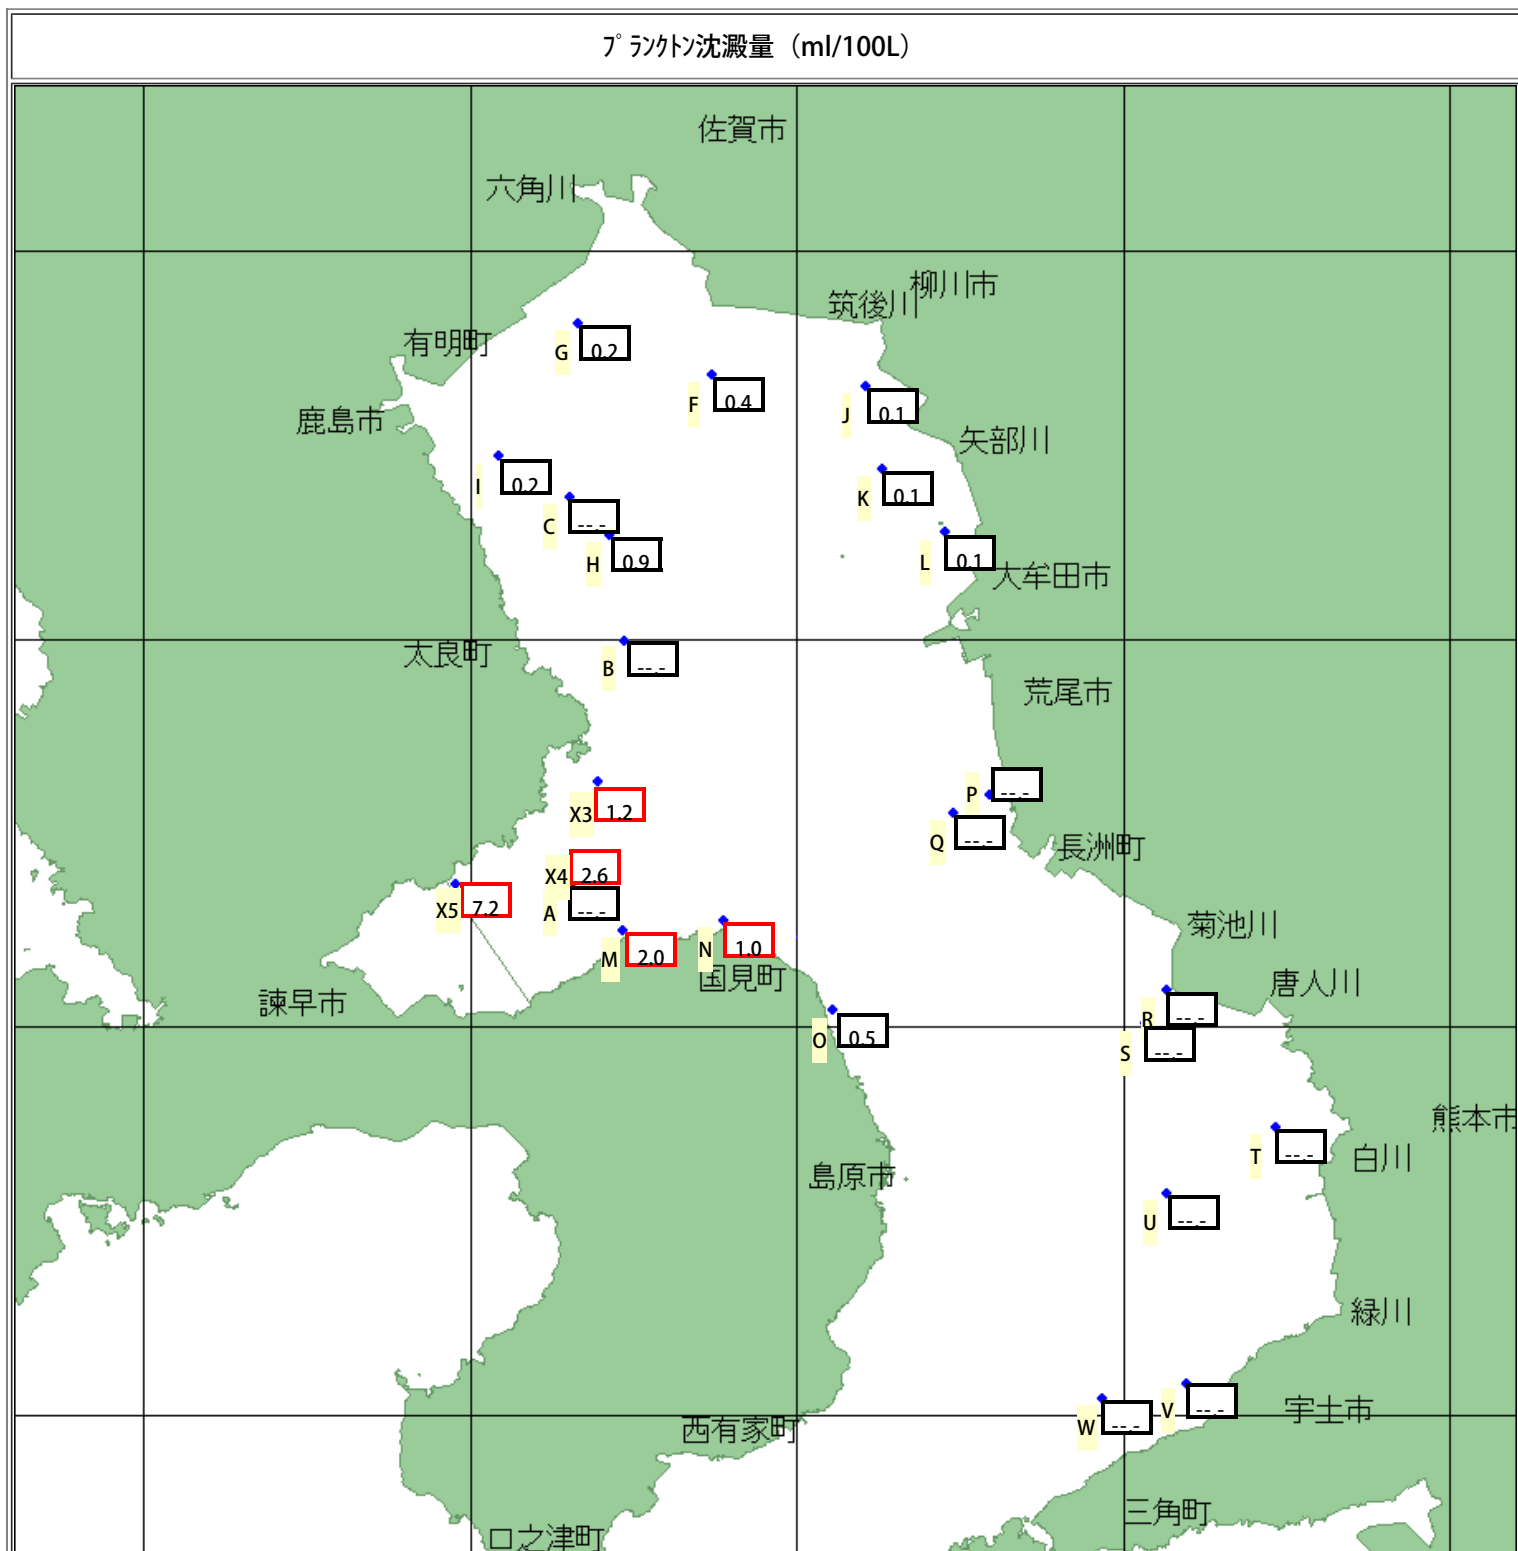 ﾌﾟﾗﾝｸﾄﾝ沈澱量（ml/100L）
佐賀市
六角川
柳川市
筑後川
有明町
G
0.2
F
0.4
J
0.1
鹿島市
矢部川
I
0.2
K
0.1
C
--.-
H
0.9
L
0.1
大牟田市
太良町
B
--.-
荒尾市
P
--.-
X3
1.2
Q
--.-
長洲町
X4
2.6
X5
7.2
A
--.-
菊池川
M
2.0
N
1.0
国見町
唐人川
諫早市
R
--.-
O
0.5
S
--.-
熊本市
T
--.-
白川
島原市
U
--.-
緑川
V
--.-
宇土市
W
--.-
西有家町
三角町
口之津町